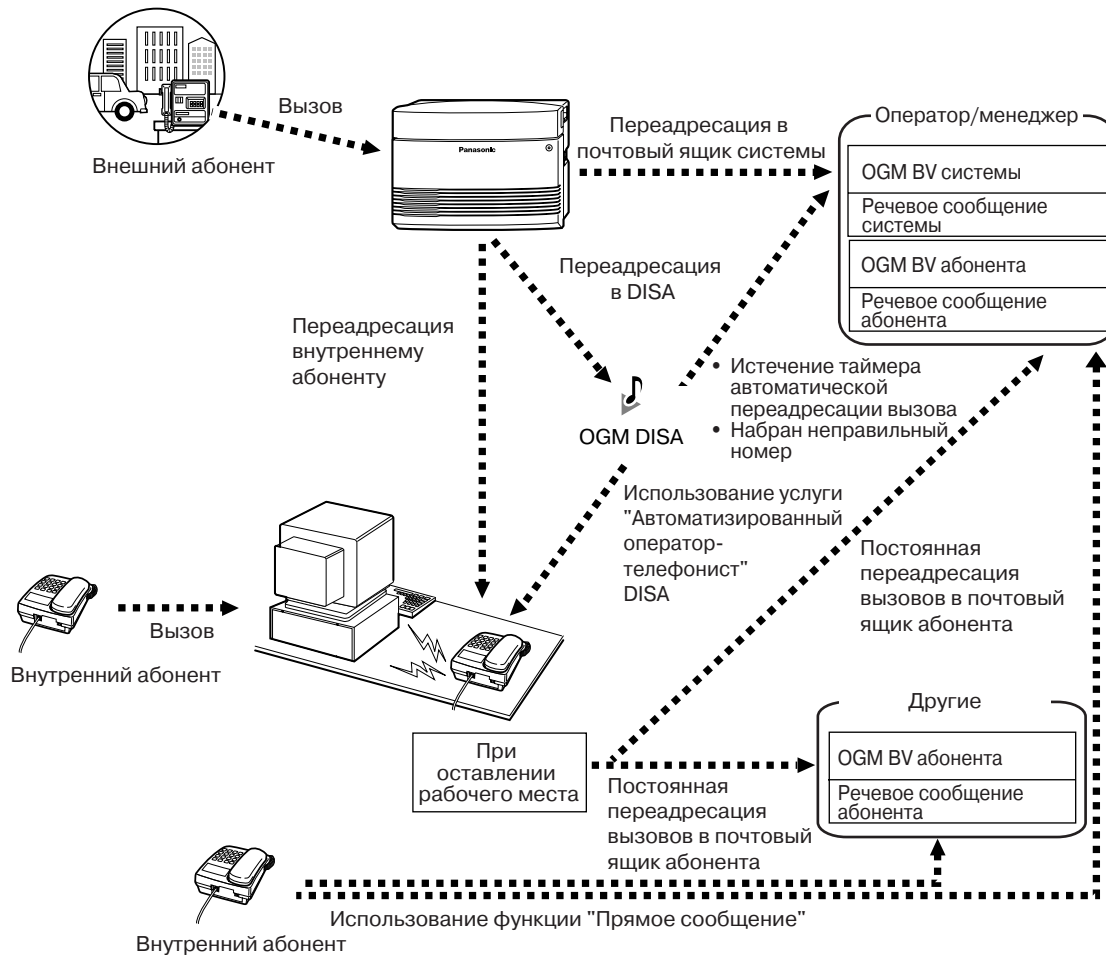 Вызов
Внешний абонент
Panasonic
Переадресация в
почтовый ящик системы
Оператор/менеджер
OGM BV системы
Речевое сообщение
системы
OGM BV абонента
Речевое сообщение
абонента
Переадресация
в DISA
Переадресация
внутреннему
абоненту
OGM DISA
• Истечение таймера
автоматической
переадресации вызова
• Набран неправильный
номер
Использование услуги
"Автоматизированный
оператор-
телефонист"
DISA
Постоянная
переадресация
вызовов в почтовый
ящик абонента
Вызов
Внутренний абонент
При
оставлении
рабочего места
Постоянная
переадресация
вызовов в почтовый
ящик абонента
Другие
OGM BV абонента
Речевое сообщение
абонента
Использование функции "Прямое сообщение"
Внутренний абонент